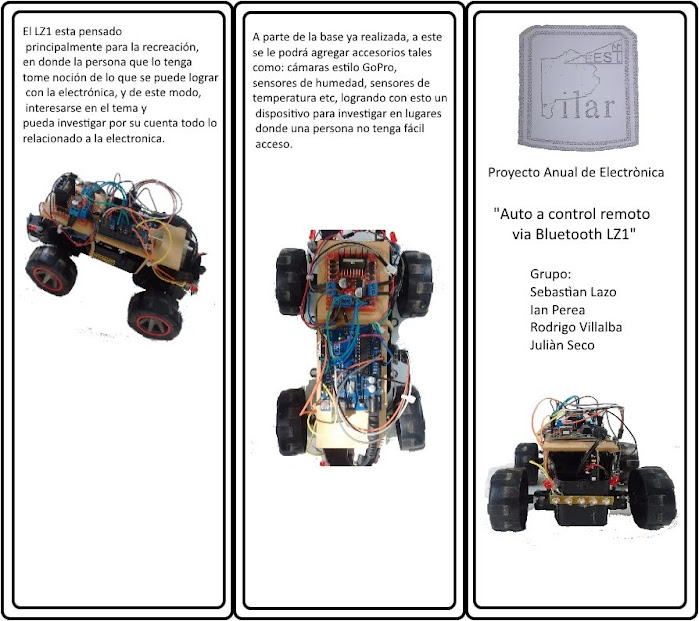 El LZ1 esta pensado
principalmente para la recreación,
en donde la persona que lo tenga
tome noción de lo que se puede lograr
con la electrónica, y de este modo,
interesarse en el tema y
pueda investigar por su cuenta todo lo
relacionado a la electronica.
A parte de la base ya realizada, a este
se le podrá agregar accesorios tales
como: cámaras estilo GoPro,
sensores de humedad, sensores de
temperatura etc, logrando con esto un
dispositivo para investigar en lugares
donde una persona no tenga fácil
acceso.
EEST
Pilar
Proyecto Anual de Electrònica
"Auto a control remoto
via Bluetooth LZ1"
Grupo:
Sebastian Lazo
Ian Perea
Rodrigo Villalba
Juliàn Seco